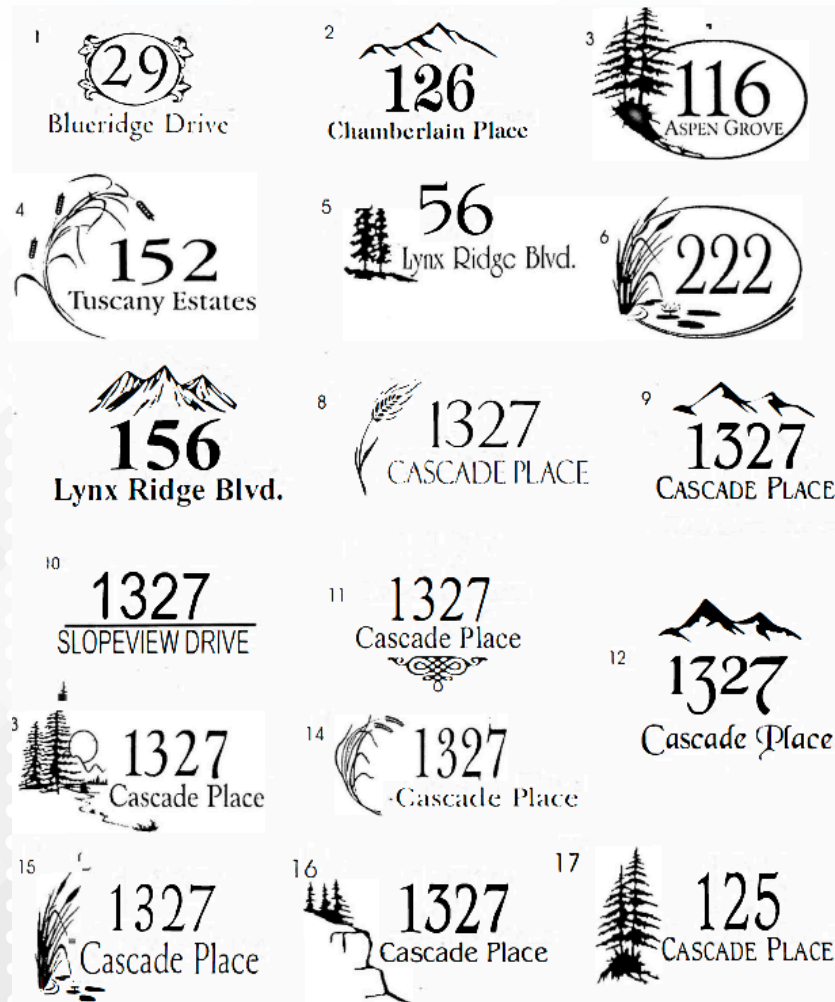 1
29
Blueridge Drive
2
126
Chamberlain Place
3
116
ASPEN GROVE
4
152
Tuscany Estates
5
56
Lynx Ridge Blvd.
6
222
156
Lynx Ridge Blvd.
8
1327
CASCADE PLACE
9
1327
CASCADE PLACE
10
1327
SLOPEVIEW DRIVE
11
1327
Cascade Place
12
1327
Cascade Place
3
1327
Cascade Place
14
1327
Cascade Place
15
1327
Cascade Place
16
1327
Cascade Place
17
125
CASCADE PLACE